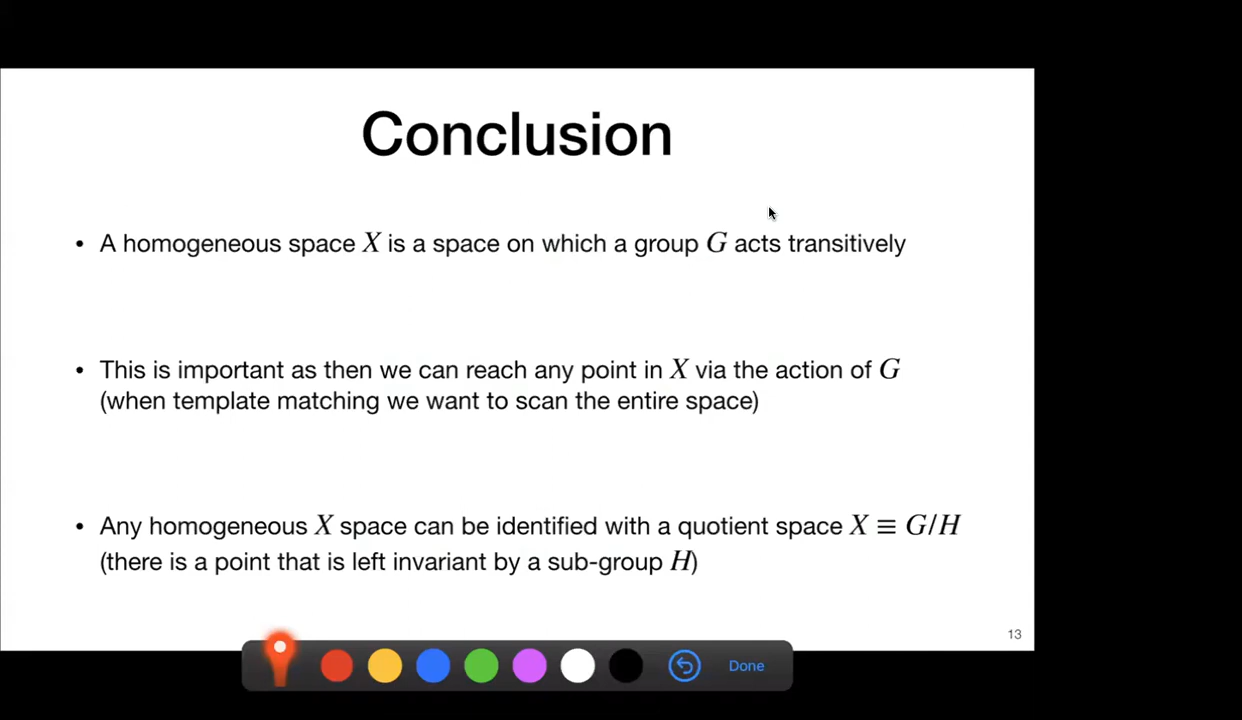 Conclusion
• A homogeneous space X is a space on which a group G acts transitively
• This is important as then we can reach any point in X via the action of G
(when template matching we want to scan the entire space)
• Any homogeneous X space can be identified with a quotient space X ≡ G/H
(there is a point that is left invariant by a sub-group H)
13
Done